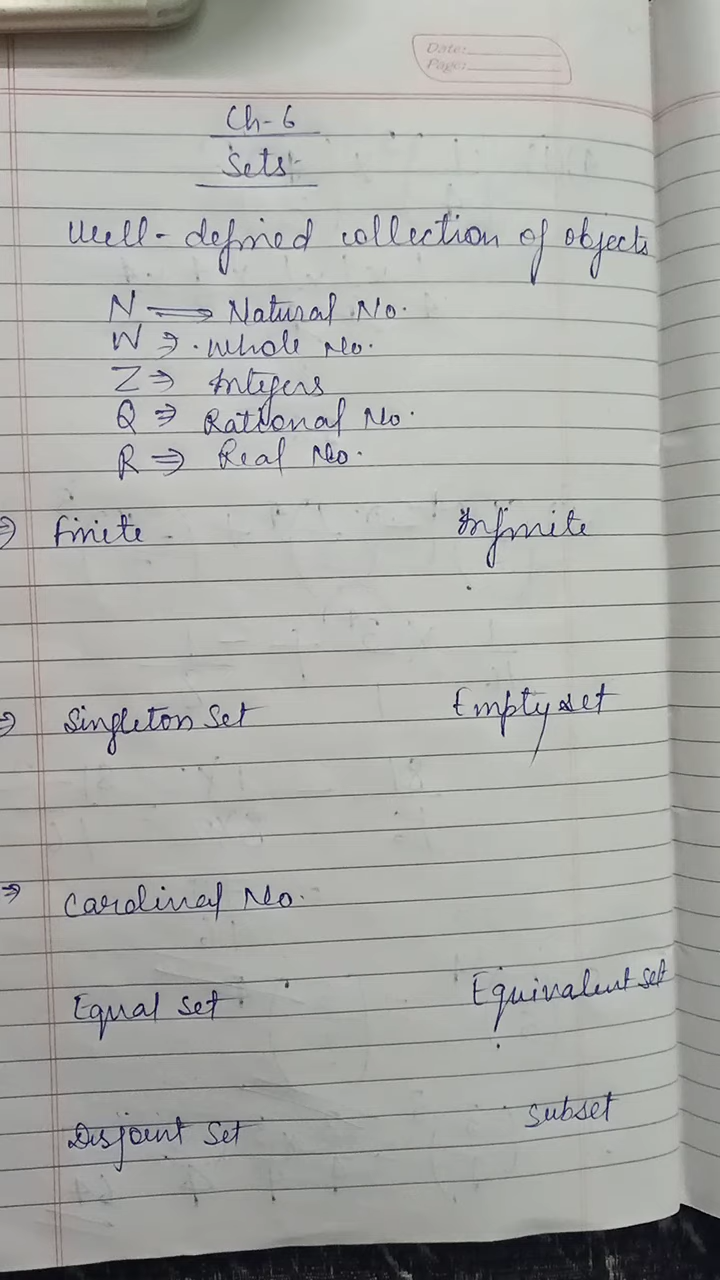 Date:
Page:
Ch-6
Sets:-
Well-defined collection of objects
N ⟹ Natural No.
W ⇒ Whole No.
Z ⇒ Integers
Q ⇒ Rational No.
R ⇒ Real No.
⇒ finite Infinite
⇒ Singleton Set Empty set
⇒ Cardinal No.
Equal Set Equivalent set
Disjoint Set Subset